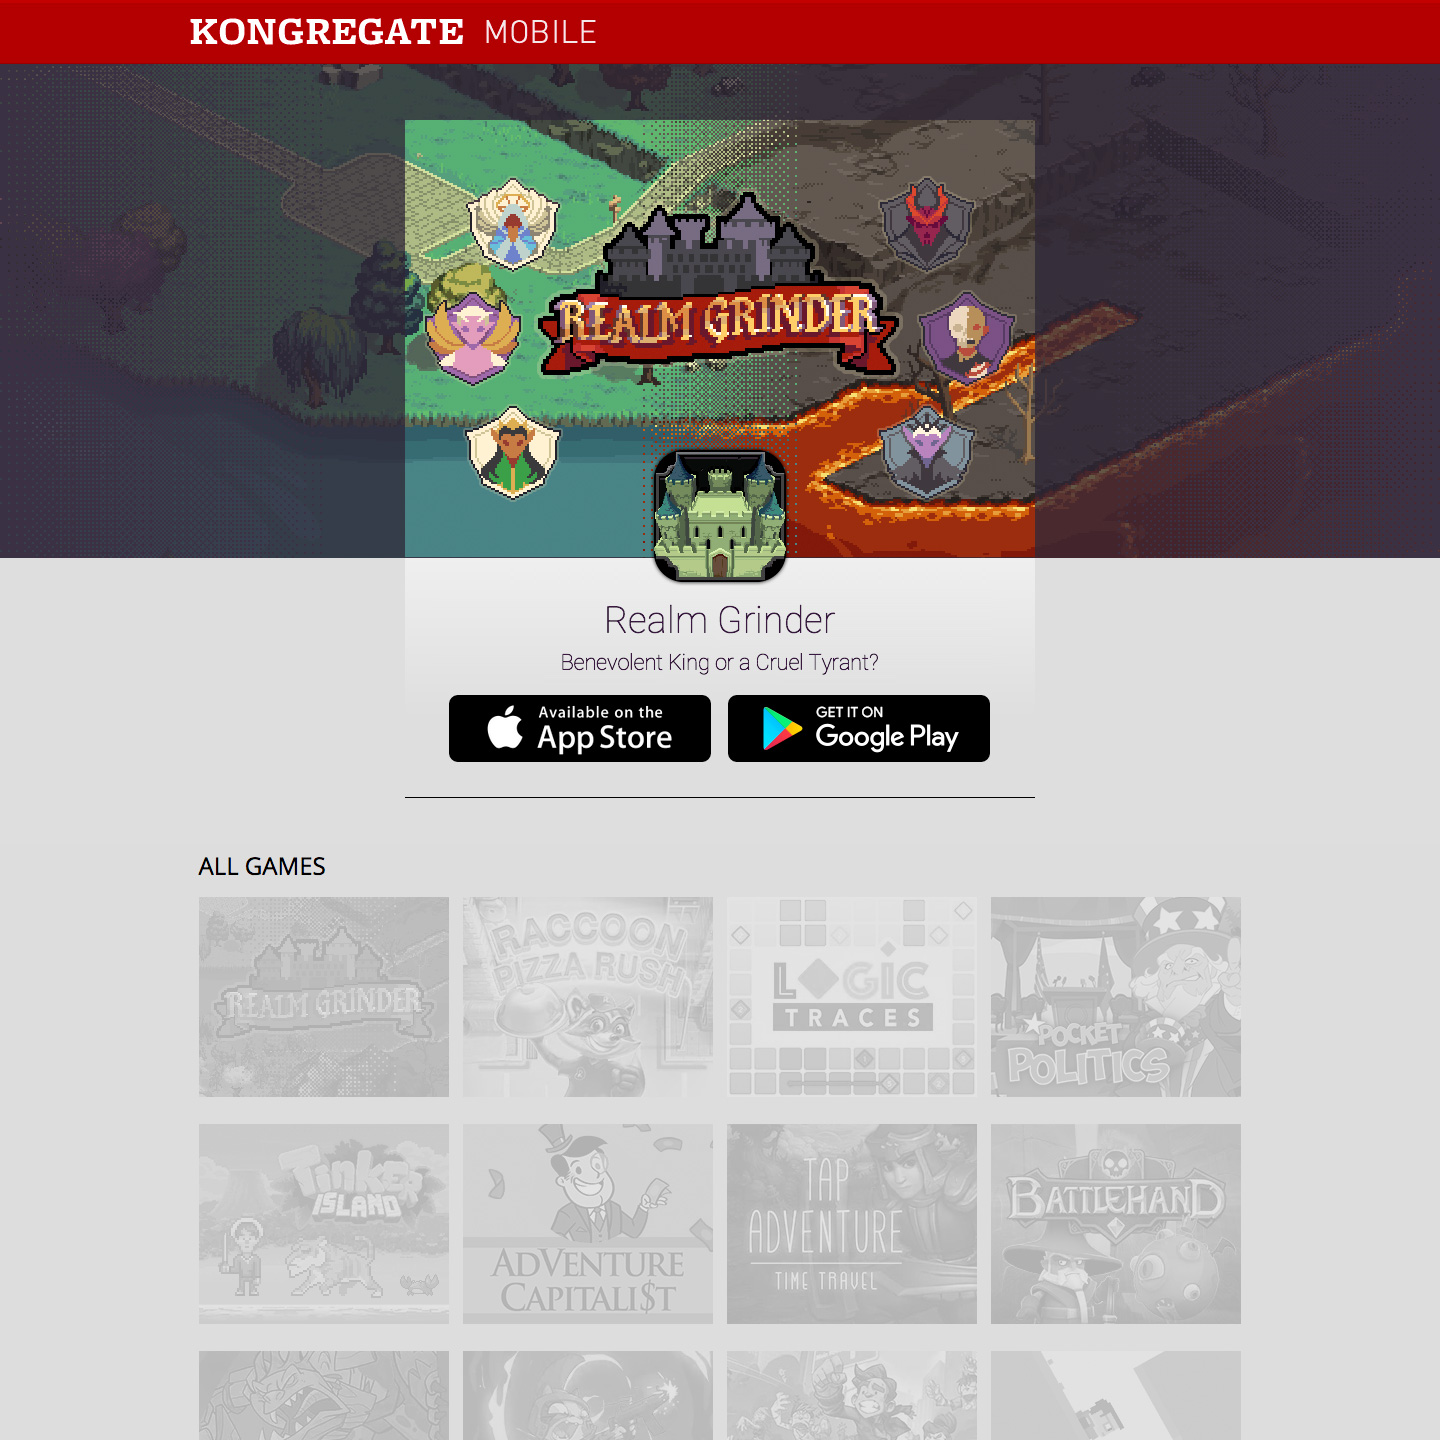 KONGREGATE MOBILE
REALM GRINDER
Realm Grinder
Benevolent King or a Cruel Tyrant?
Available on the
App Store
GET IT ON
Google Play
ALL GAMES
REALM GRINDER
RACCOON
PIZZA RUSH
LOGIC
TRACES
POCKET
POLITICS
Tinker
ISLAND
ADVENTURE
CAPITALI$T
TAP
ADVENTURE
TIME TRAVEL
BATTLEHAND